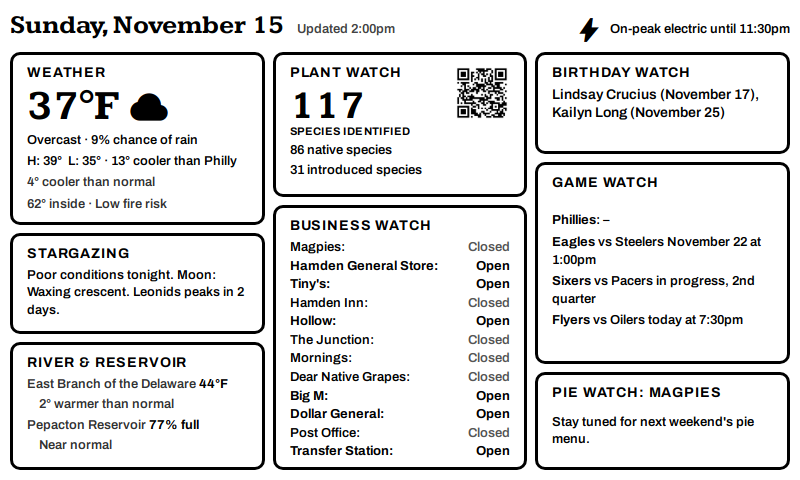 Sunday, November 15 Updated 2:00pm
On-peak electric until 11:30pm
WEATHER
37°F
Overcast · 9% chance of rain
H: 39° L: 35° · 13° cooler than Philly
4° cooler than normal
62° inside · Low fire risk
STARGAZING
Poor conditions tonight. Moon:
Waxing crescent. Leonids peaks in 2
days.
RIVER & RESERVOIR
East Branch of the Delaware 44°F
2° warmer than normal
Pepacton Reservoir 77% full
Near normal
PLANT WATCH
117
SPECIES IDENTIFIED
86 native species
31 introduced species
BUSINESS WATCH
Magpies: Closed
Hamden General Store: Open
Tiny's: Open
Hamden Inn: Closed
Hollow: Open
The Junction: Closed
Mornings: Closed
Dear Native Grapes: Closed
Big M: Open
Dollar General: Open
Post Office: Closed
Transfer Station: Open
BIRTHDAY WATCH
Lindsay Crucius (November 17),
Kailyn Long (November 25)
GAME WATCH
Phillies: –
Eagles vs Steelers November 22 at
1:00pm
Sixers vs Pacers in progress, 2nd
quarter
Flyers vs Oilers today at 7:30pm
PIE WATCH: MAGPIES
Stay tuned for next weekend's pie
menu.